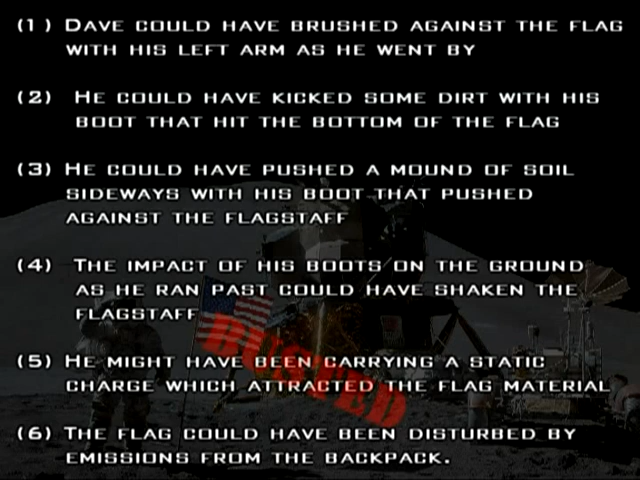 (1) Dave could have brushed against the flag
with his left arm as he went by
(2) He could have kicked some dirt with his
boot that hit the bottom of the flag
(3) He could have pushed a mound of soil
sideways with his boot that pushed
against the flagstaff
(4) The impact of his boots on the ground
as he ran past could have shaken the
flagstaff
BUSTED
(5) He might have been carrying a static
charge which attracted the flag material
(6) The flag could have been disturbed by
emissions from the backpack.